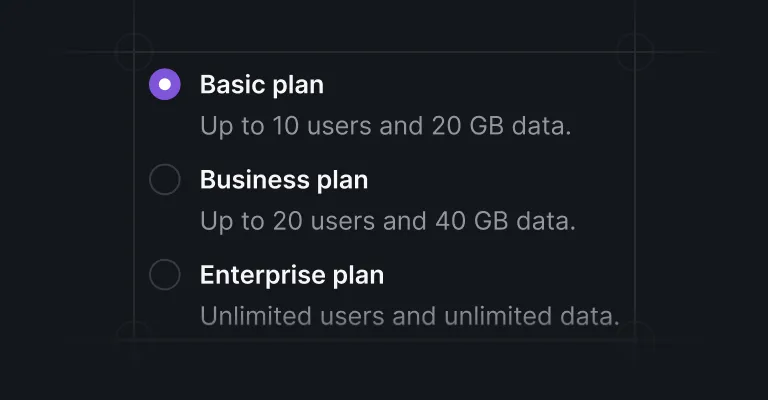 Basic plan
Up to 10 users and 20 GB data.
Business plan
Up to 20 users and 40 GB data.
Enterprise plan
Unlimited users and unlimited data.